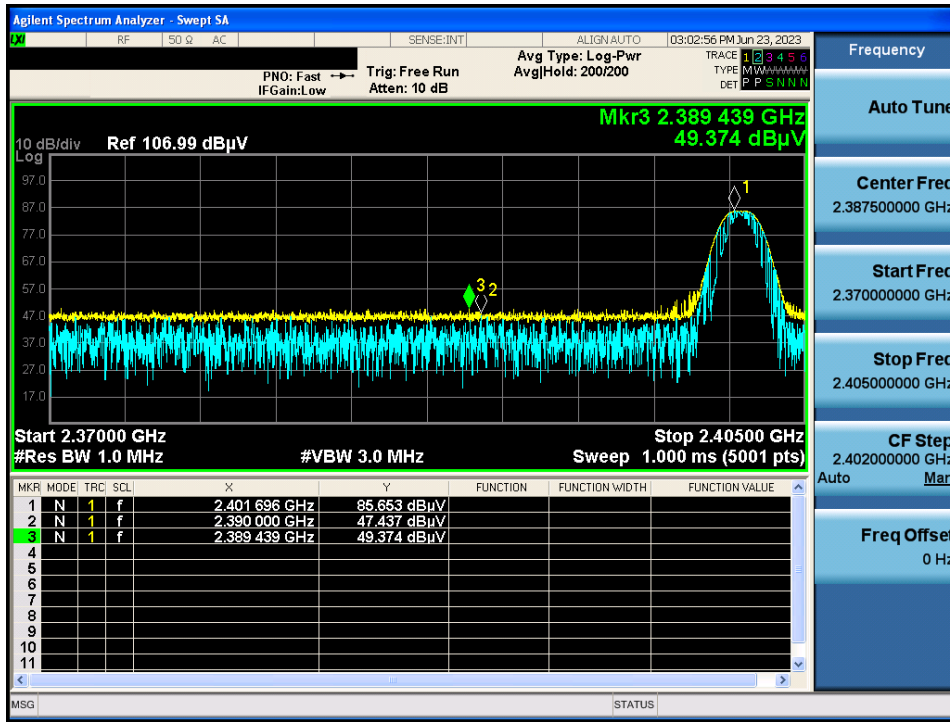 Agilent Spectrum Analyzer - Swept SA
LXI RF 50 Ω AC SENSE:INT ALIGN AUTO 03:02:56 PM Jun 23, 2023
PNO: Fast
IFGain:Low
Trig: Free Run
Atten: 10 dB
Avg Type: Log-Pwr
Avg|Hold: 200/200
TRACE 1 2 3 4 5 6
TYPE M W W W W W
DET P P S N N N
Mkr3 2.389 439 GHz
49.374 dBµV
10 dB/div Ref 106.99 dBµV
Log
97.0
87.0
77.0
67.0
57.0
47.0
37.0
27.0
17.0
1
3 2
Start 2.37000 GHz Stop 2.40500 GHz
#Res BW 1.0 MHz #VBW 3.0 MHz Sweep 1.000 ms (5001 pts)
MKR MODE TRC SCL X Y FUNCTION FUNCTION WIDTH FUNCTION VALUE
1 N 1 f 2.401 696 GHz 85.653 dBµV
2 N 1 f 2.390 000 GHz 47.437 dBµV
3 N 1 f 2.389 439 GHz 49.374 dBµV
4
5
6
7
8
9
10
11
MSG STATUS
Frequency
Auto Tune
Center Freq
2.387500000 GHz
Start Freq
2.370000000 GHz
Stop Freq
2.405000000 GHz
CF Step
2.402000000 GHz
Auto Man
Freq Offset
0 Hz